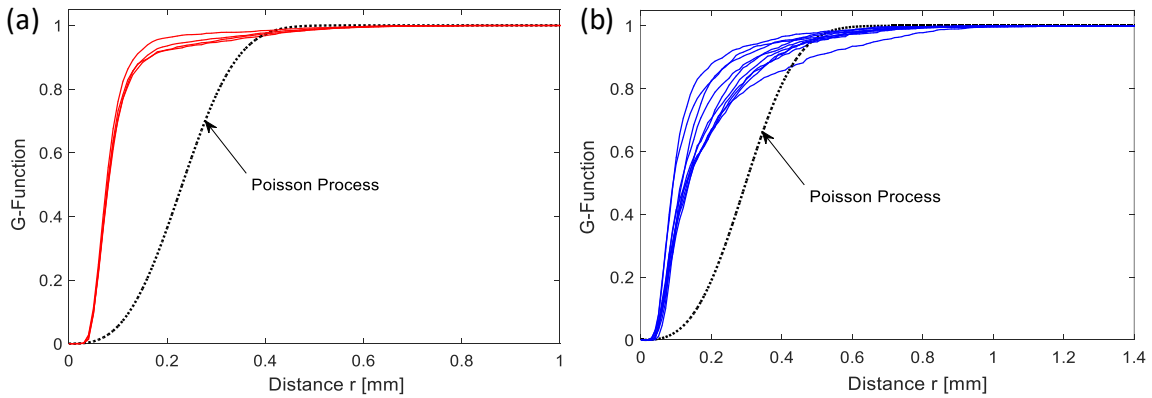 (a)
1
0.8
0.6
0.4
0.2
0
G-Function
Poisson Process
0 0.2 0.4 0.6 0.8 1
Distance r [mm]
(b)
1
0.8
0.6
0.4
0.2
0
G-Function
Poisson Process
0 0.2 0.4 0.6 0.8 1 1.2 1.4
Distance r [mm]